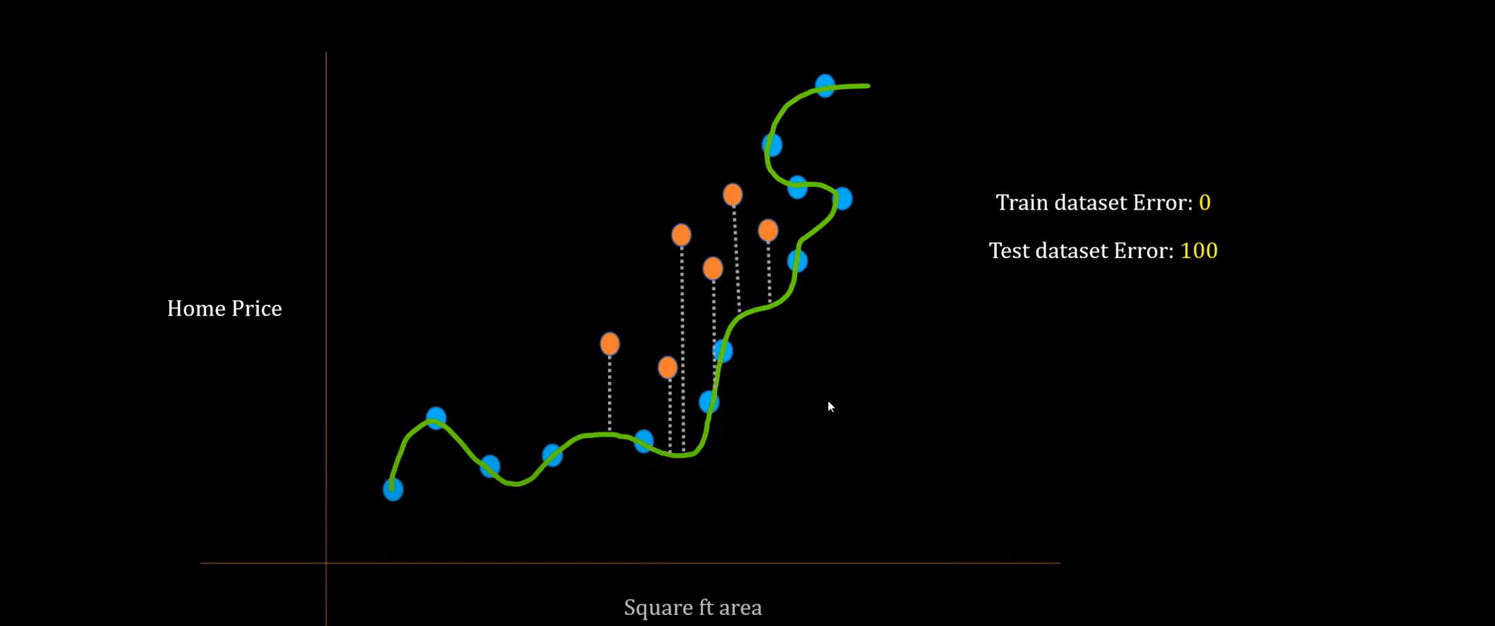 Train dataset Error: 0
Test dataset Error: 100
Home Price
Square ft area